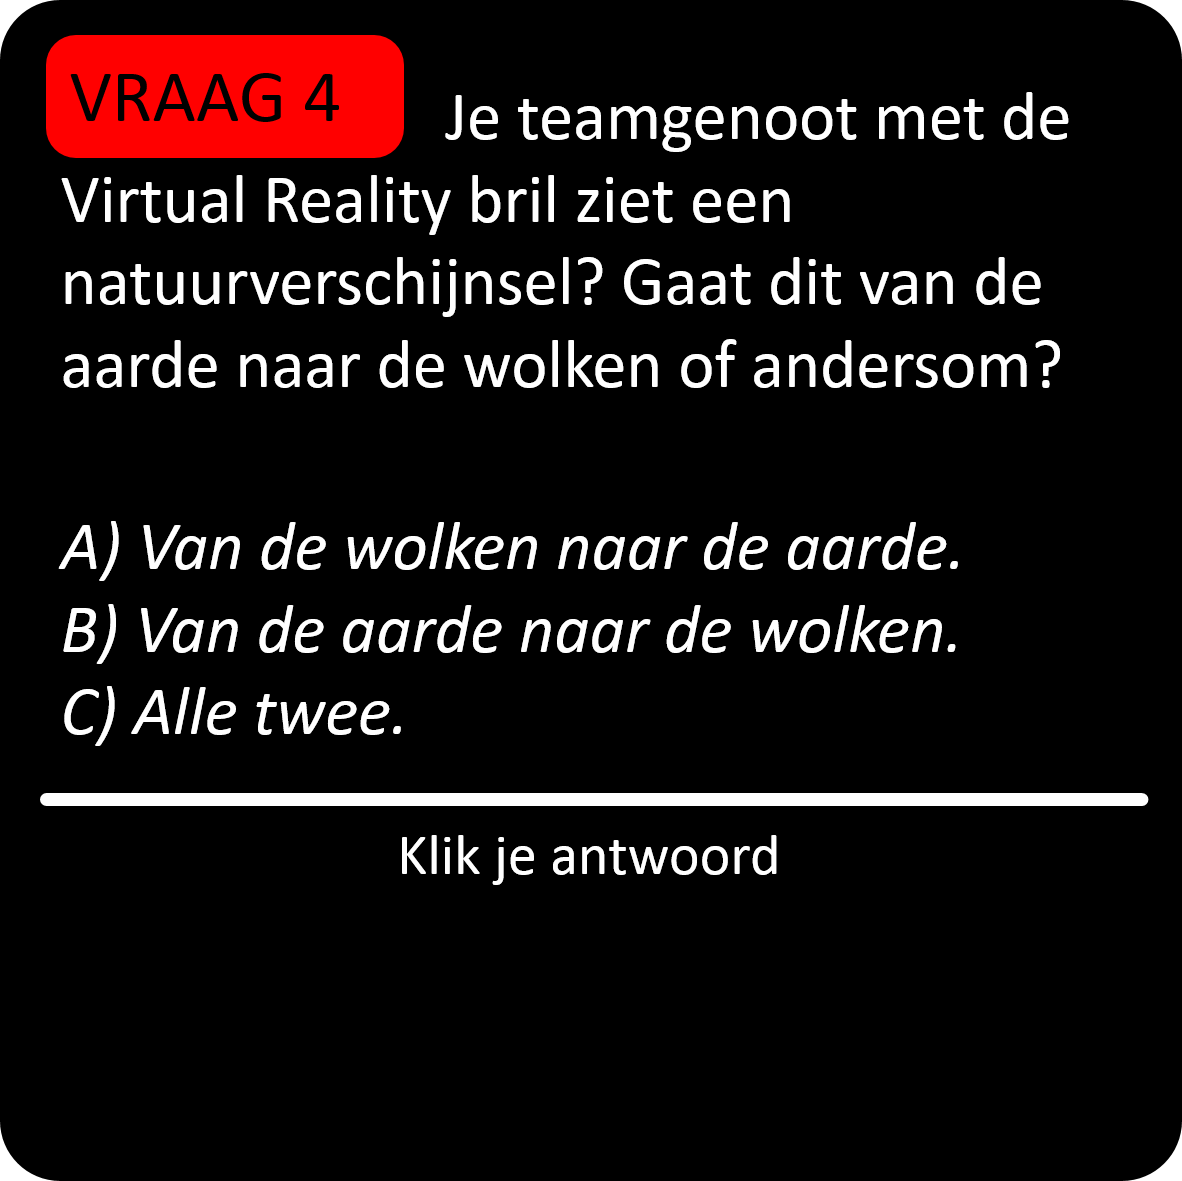 VRAAG 4
Je teamgenoot met de
Virtual Reality bril ziet een
natuurverschijnsel? Gaat dit van de
aarde naar de wolken of andersom?
A) Van de wolken naar de aarde.
B) Van de aarde naar de wolken.
C) Alle twee.
Klik je antwoord